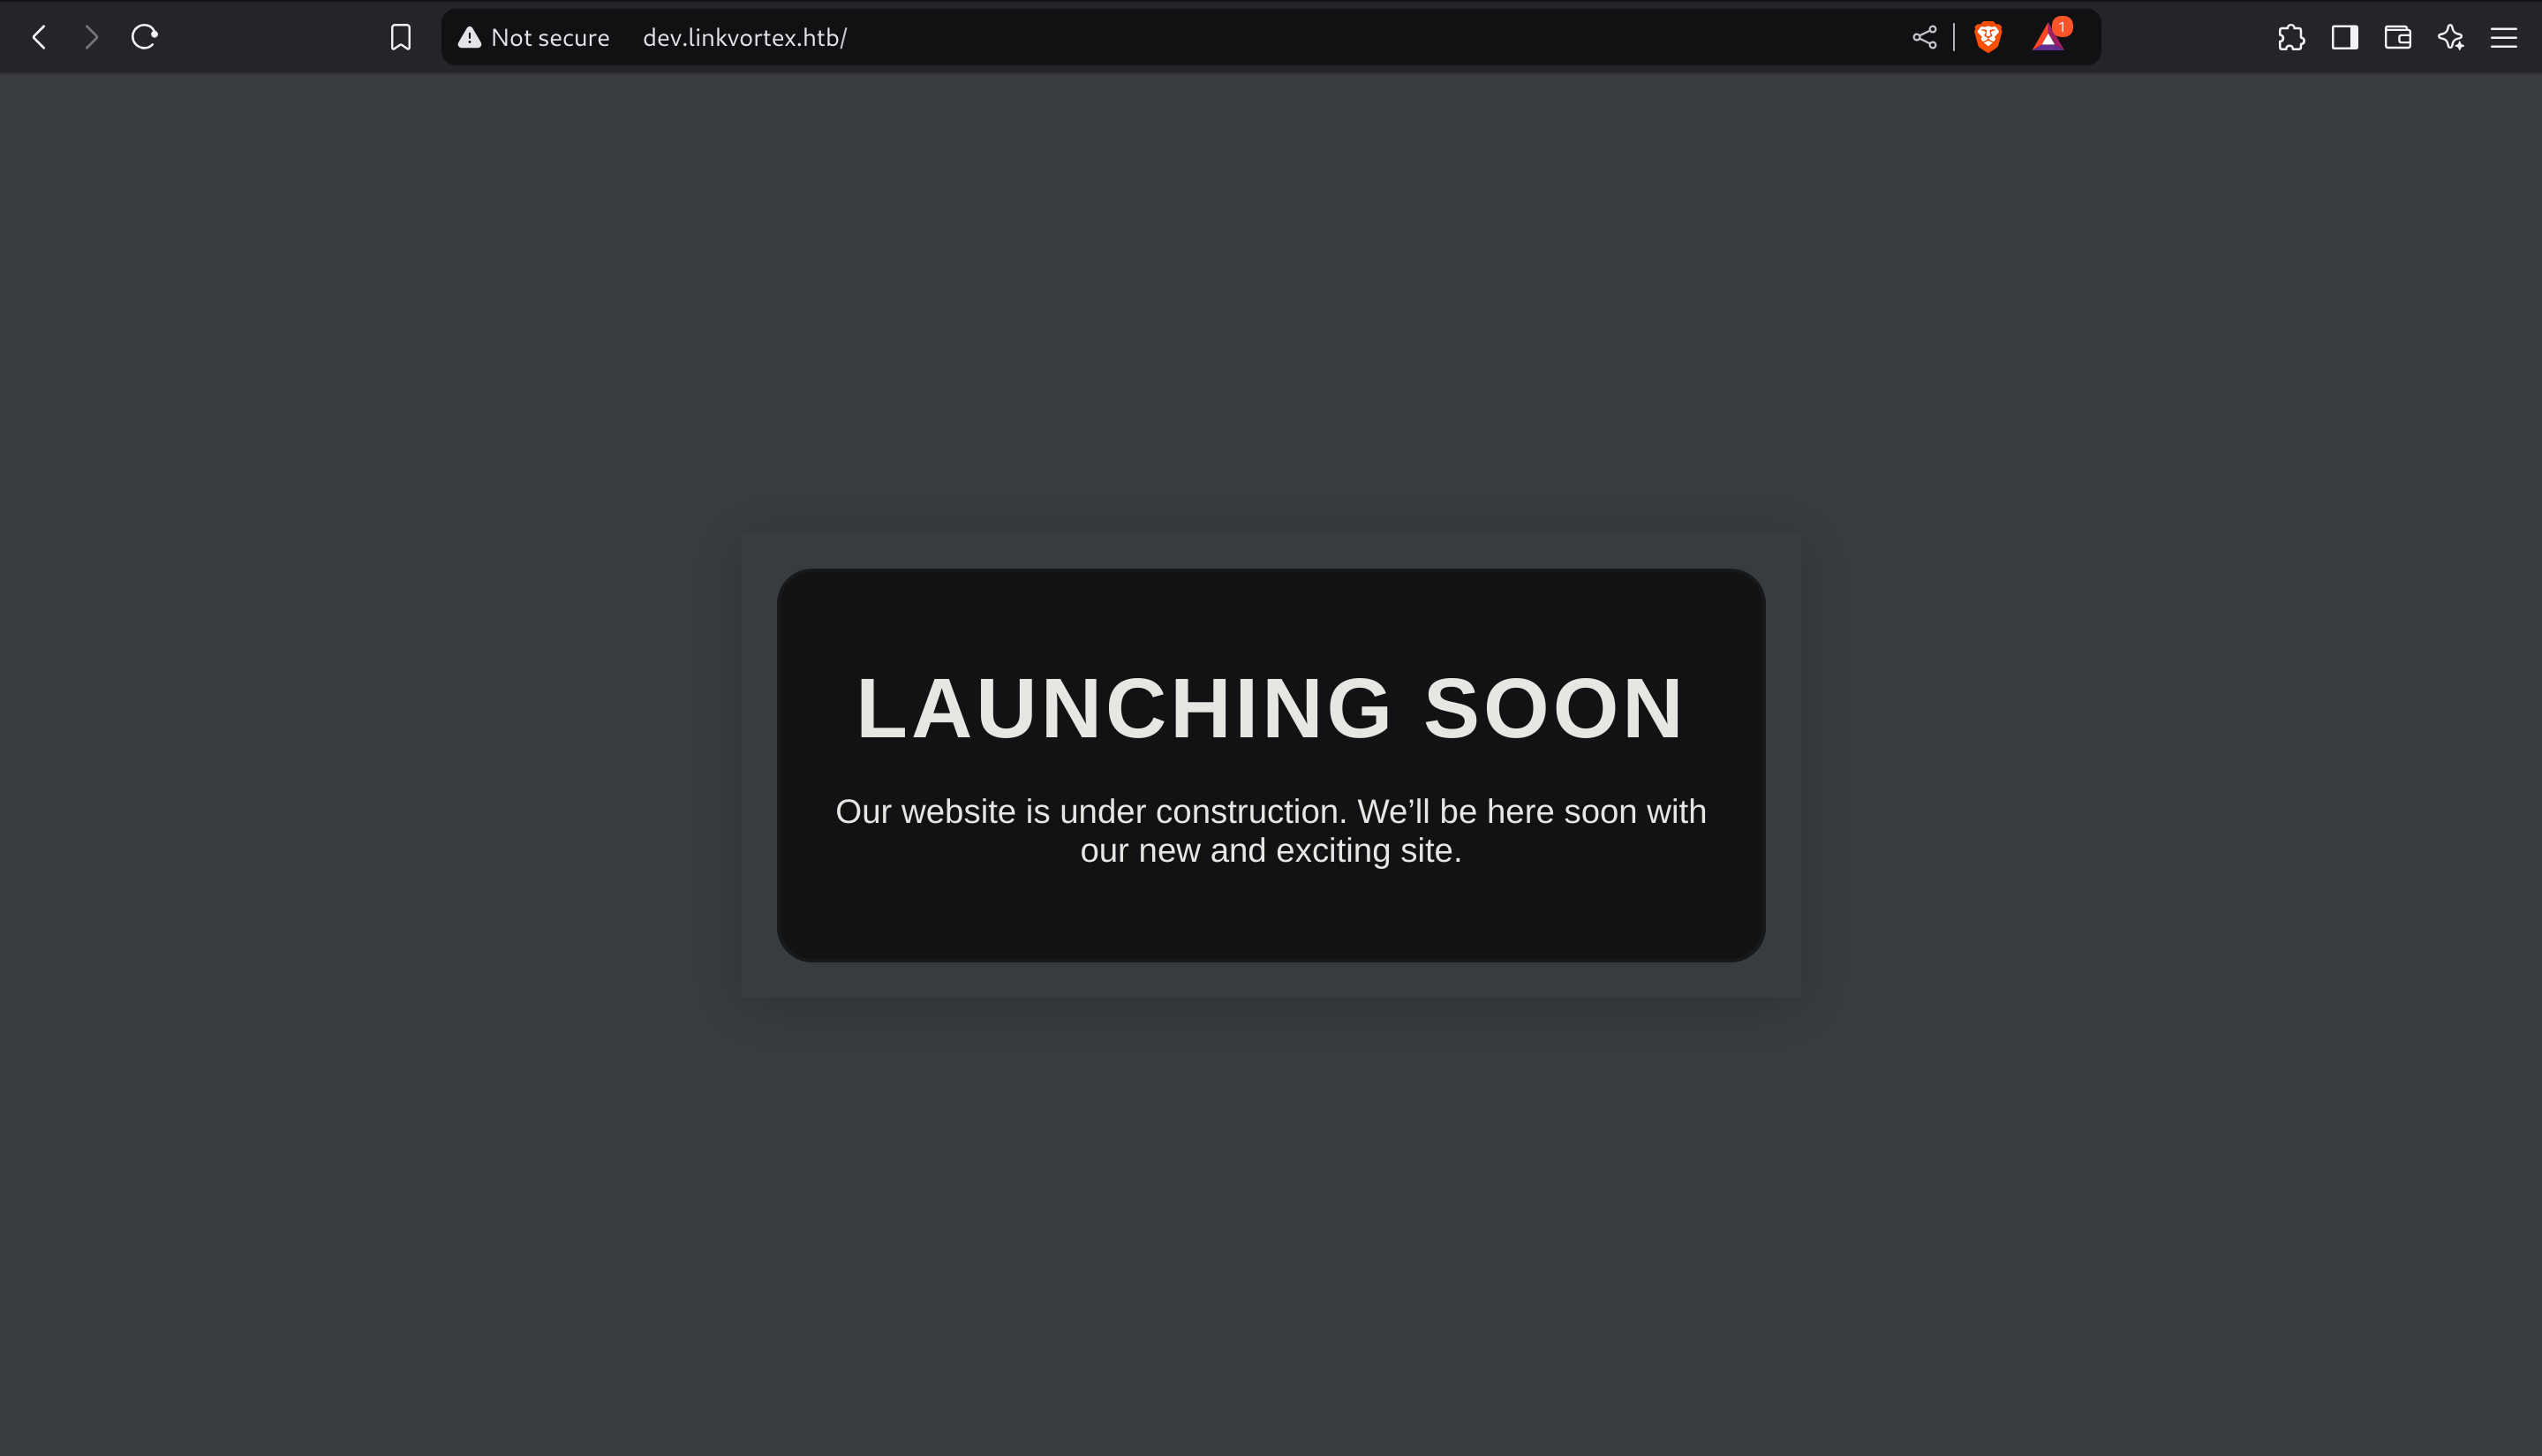 Not secure dev.linkvortex.htb/ 1
LAUNCHING SOON
Our website is under construction. We’ll be here soon with
our new and exciting site.